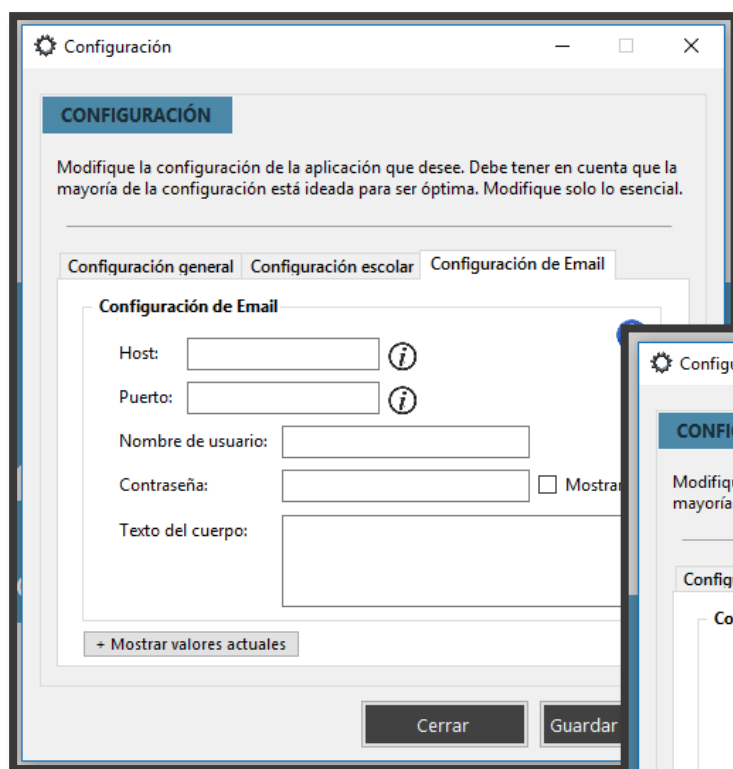 Configuración
CONFIGURACIÓN
Modifique la configuración de la aplicación que desee. Debe tener en cuenta que la
mayoría de la configuración está ideada para ser óptima. Modifique solo lo esencial.
Configuración general Configuración escolar Configuración de Email
Configuración de Email
Host:
Puerto:
Nombre de usuario:
Contraseña:
Mostrar
Texto del cuerpo:
+ Mostrar valores actuales
Cerrar Guardar
Configu
CONFI
Modifiqu
mayoría
Config
Co